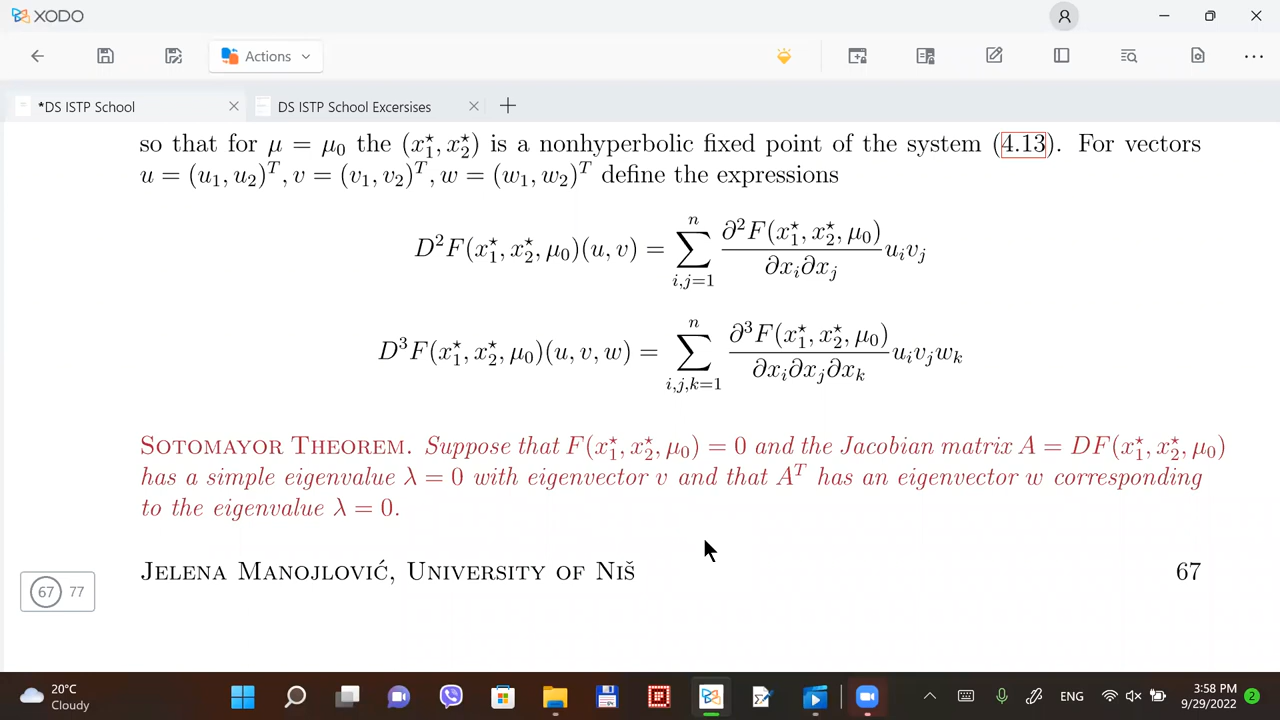 XODO
Actions
*DS ISTP School
DS ISTP School Excersises
so that for μ = μ₀ the (x₁⋆, x₂⋆) is a nonhyperbolic fixed point of the system (4.13). For vectors
u = (u₁, u₂)ᵀ, v = (v₁, v₂)ᵀ, w = (w₁, w₂)ᵀ define the expressions
D²F(x₁⋆, x₂⋆, μ₀)(u, v) = ∑ᵢ,ⱼ₌₁ⁿ ∂²F(x₁⋆, x₂⋆, μ₀)/∂xᵢ∂xⱼ uᵢvⱼ
D³F(x₁⋆, x₂⋆, μ₀)(u, v, w) = ∑ᵢ,ⱼ,ₖ₌₁ⁿ ∂³F(x₁⋆, x₂⋆, μ₀)/∂xᵢ∂xⱼ∂xₖ uᵢvⱼwₖ
SOTOMAYOR THEOREM. Suppose that F(x₁⋆, x₂⋆, μ₀) = 0 and the Jacobian matrix A = DF(x₁⋆, x₂⋆, μ₀)
has a simple eigenvalue λ = 0 with eigenvector v and that Aᵀ has an eigenvector w corresponding
to the eigenvalue λ = 0.
JELENA MANOJLOVIĆ, UNIVERSITY OF NIŠ 67
67 77
20°C
Cloudy
ENG
3:58 PM
9/29/2022
2